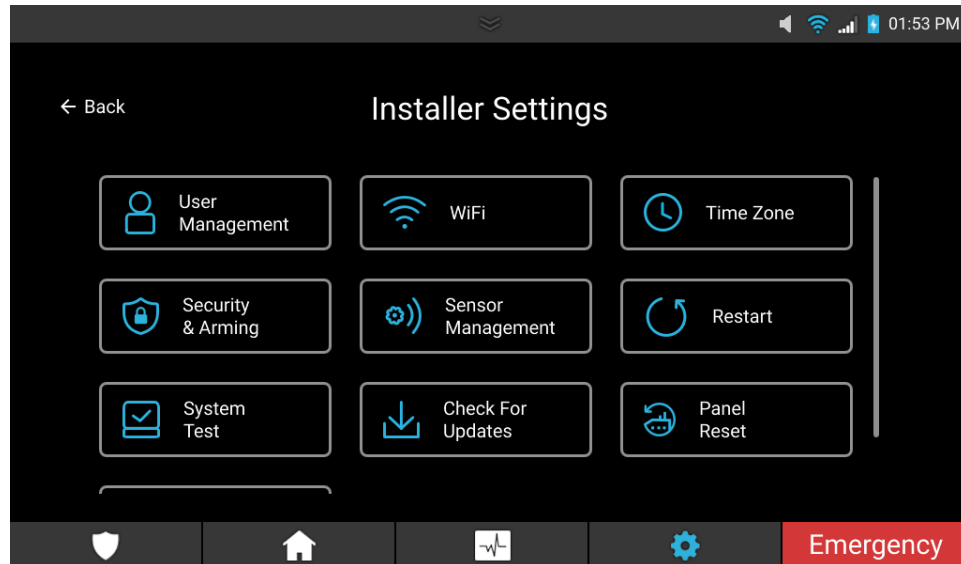 01:53 PM
← Back
Installer Settings
User
Management
WiFi
Time Zone
Security
& Arming
Sensor
Management
Restart
System
Test
Check For
Updates
Panel
Reset
Emergency